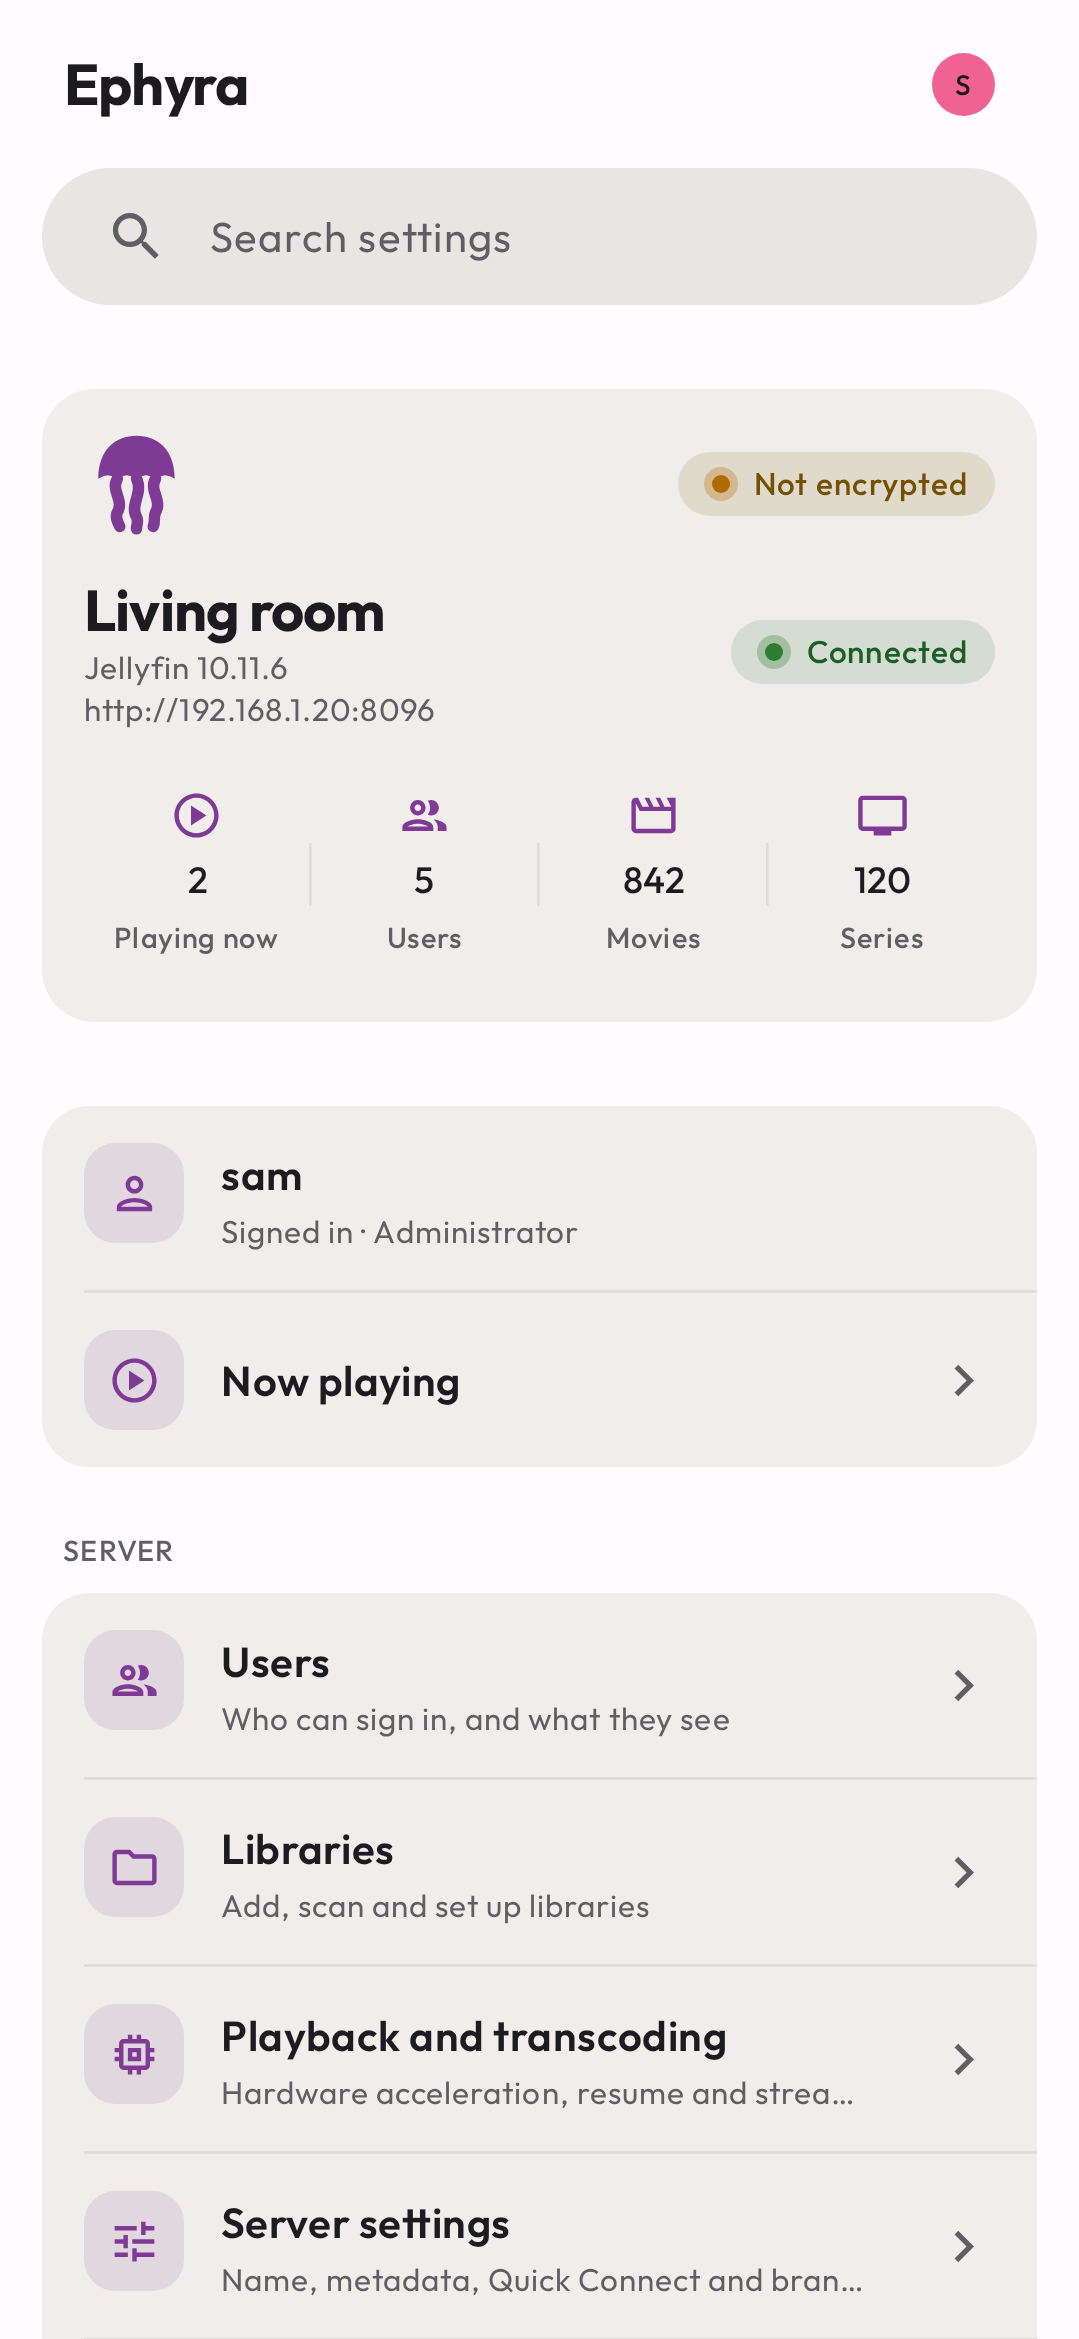 Ephyra
S
Search settings
Not encrypted
Living room
Connected
Jellyfin 10.11.6
http://192.168.1.20:8096
2
5
842
120
Playing now
Users
Movies
Series
sam
Signed in · Administrator
Now playing
SERVER
Users
Who can sign in, and what they see
Libraries
Add, scan and set up libraries
Playback and transcoding
Hardware acceleration, resume and strea…
Server settings
Name, metadata, Quick Connect and bran…